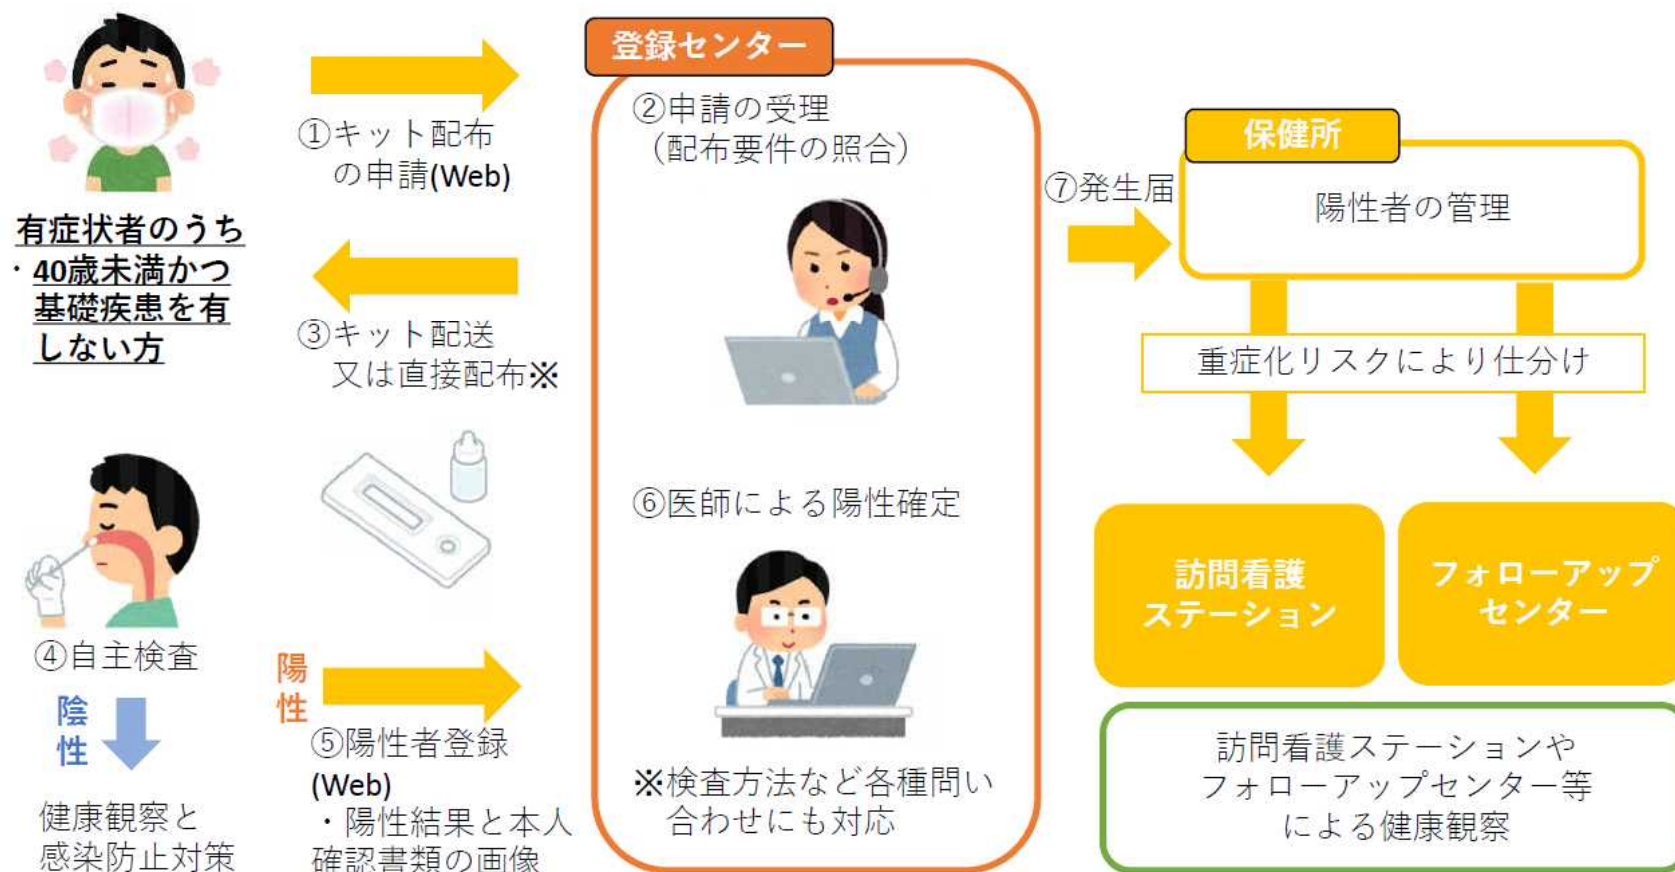 有症状者のうち
・40歳未満かつ
基礎疾患を有
しない方
①キット配布
の申請(Web)
登録センター
②申請の受理
（配布要件の照合）
③キット配送
又は直接配布※
④自主検査
陰
性
健康観察と
感染防止対策
陽
性
⑤陽性者登録
(Web)
・陽性結果と本人
確認書類の画像
⑥医師による陽性確定
※検査方法など各種問い
合わせにも対応
⑦発生届
保健所
陽性者の管理
重症化リスクにより仕分け
訪問看護
ステーション
フォローアップ
センター
訪問看護ステーションや
フォローアップセンター等
による健康観察